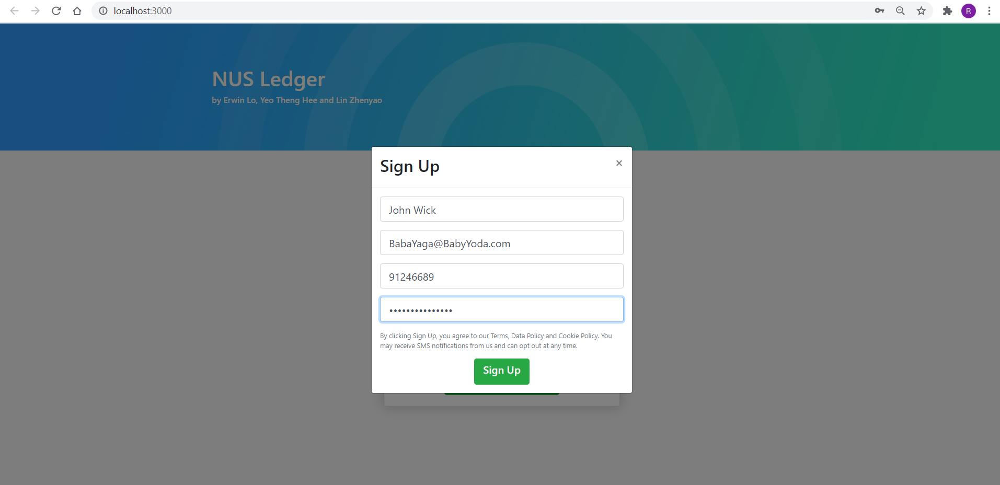 localhost:3000
R
NUS Ledger
by Erwin Lo, Yeo Theng Hee and Lin Zhenyao
Sign Up
×
John Wick
BabaYaga@BabyYoda.com
91246689
•••••••••••••••
By clicking Sign Up, you agree to our Terms, Data Policy and Cookie Policy. You
may receive SMS notifications from us and can opt out at any time.
Sign Up